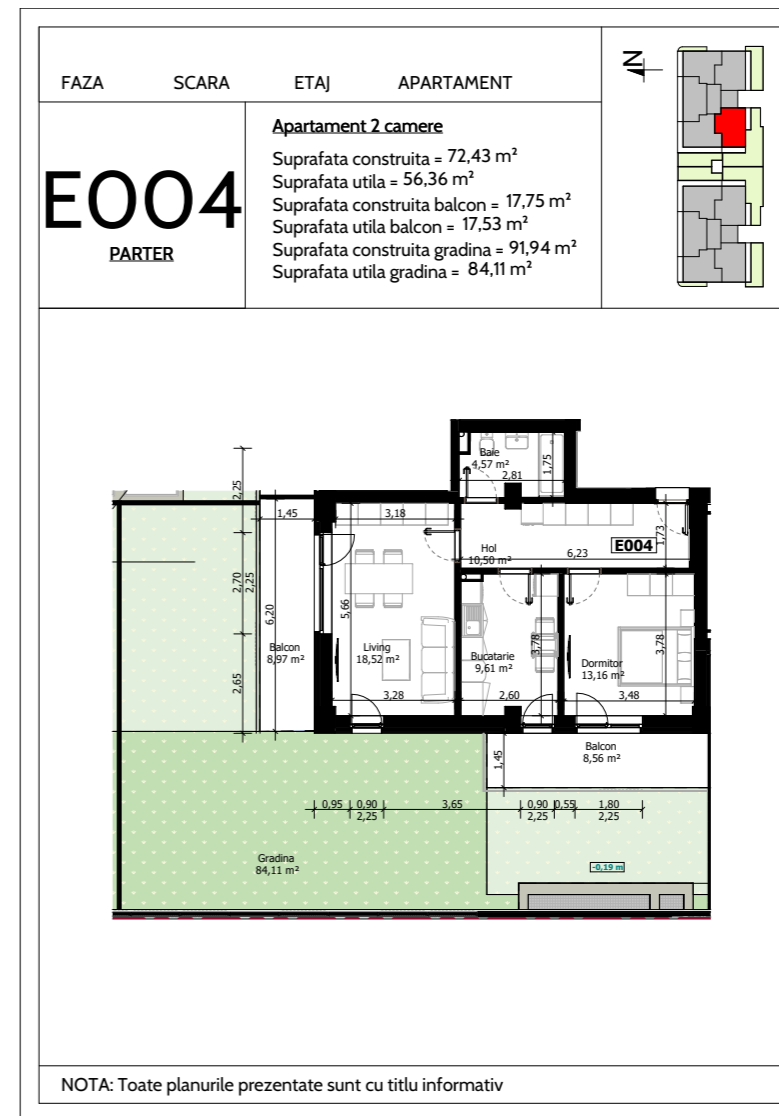 FAZA SCARA ETAJ APARTAMENT
N
E004
PARTER
Apartament 2 camere
Suprafata construita = 72,43 m²
Suprafata utila = 56,36 m²
Suprafata construita balcon = 17,75 m²
Suprafata utila balcon = 17,53 m²
Suprafata construita gradina = 91,94 m²
Suprafata utila gradina = 84,11 m²
Baie
4,57 m²
2,81
1,75
2,25
1,45
3,18
Hol
10,50 m²
6,23
E004
1,73
2,70
2,25
6,20
5,66
Balcon
8,97 m²
Living
18,52 m²
Bucatarie
9,61 m²
3,78
Dormitor
13,16 m²
3,78
2,65
3,28
2,60
3,48
1,45
Balcon
8,56 m²
0,95 0,90 3,65 0,90 0,55 1,80
2,25 2,25 2,25
Gradina
84,11 m²
-0,19 m
NOTA: Toate planurile prezentate sunt cu titlu informativ